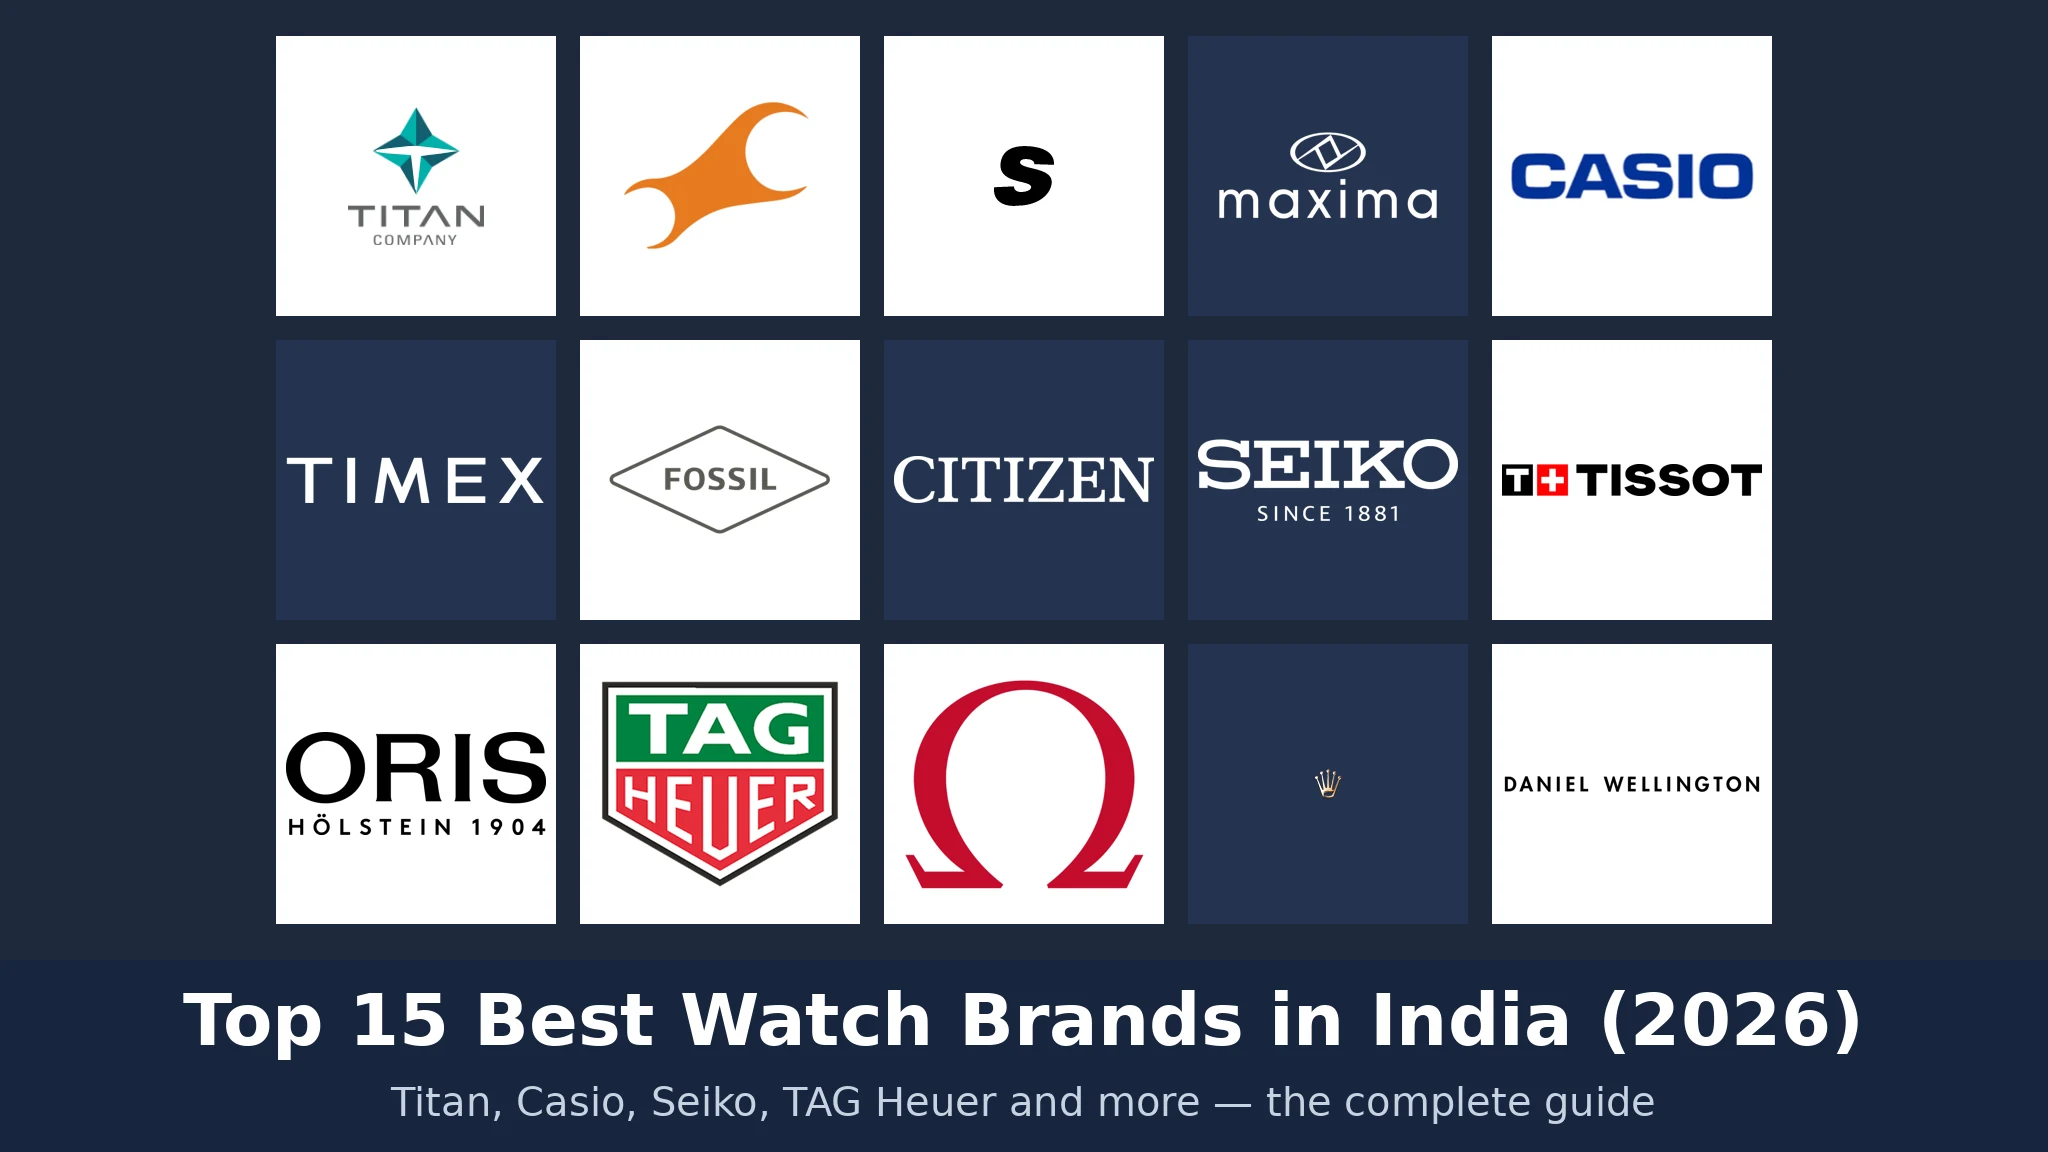 TITAN
COMPANY
S
maxima
CASIO
TIMEX
FOSSIL
CITIZEN
SEIKO
SINCE 1881
T TISSOT
ORIS
HÖLSTEIN 1904
TAG
HEUER
Ω
DANIEL WELLINGTON
Top 15 Best Watch Brands in India (2026)
Titan, Casio, Seiko, TAG Heuer and more — the complete guide